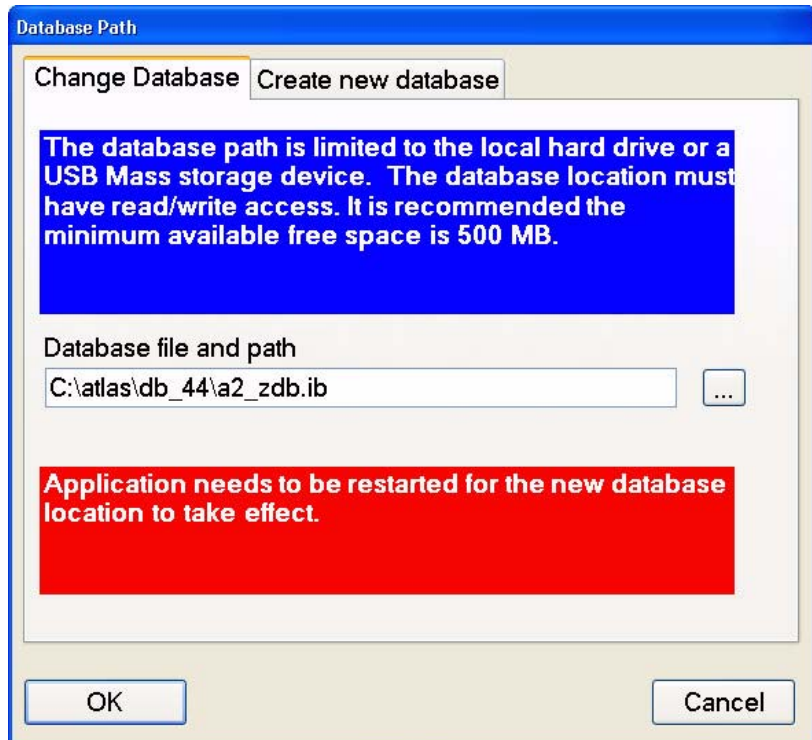 Database Path
Change Database
Create new database
The database path is limited to the local hard drive or a
USB Mass storage device. The database location must
have read/write access. It is recommended the
minimum available free space is 500 MB.
Database file and path
C:\atlas\db_44\a2_zdb.ib
...
Application needs to be restarted for the new database
location to take effect.
OK
Cancel